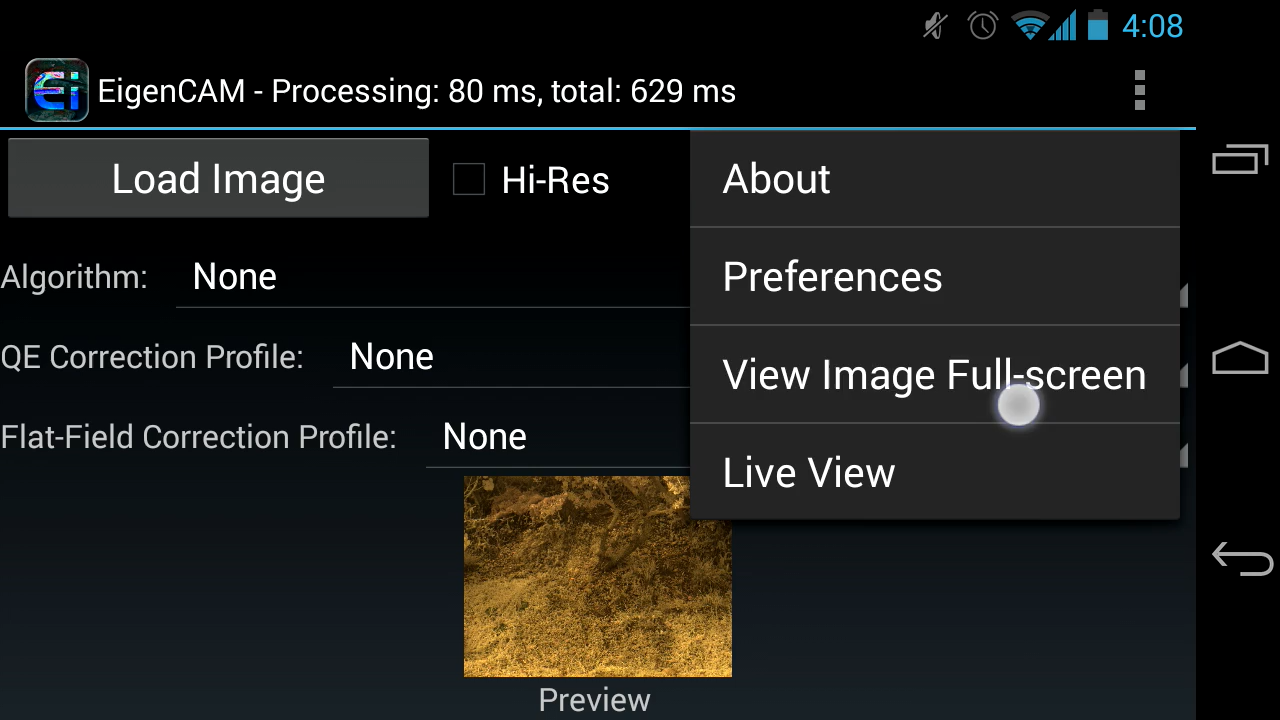 4:08
Ei
EigenCAM - Processing: 80 ms, total: 629 ms
Load Image
Hi-Res
About
Algorithm: None
Preferences
QE Correction Profile: None
View Image Full-screen
Flat-Field Correction Profile: None
Live View
Preview